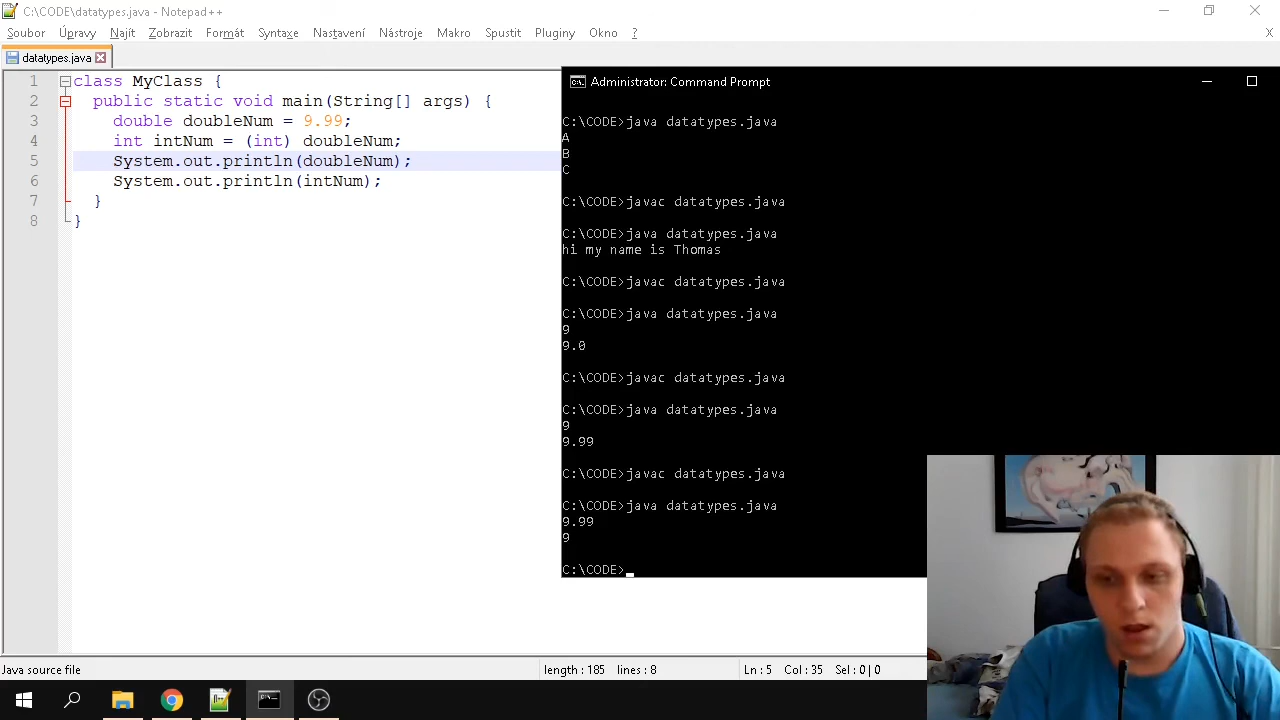 C:\CODE\datatypes.java - Notepad++
Soubor Úpravy Najít Zobrazit Formát Syntaxe Nastavení Nástroje Makro Spustit Pluginy Okno ? X
datatypes.java
1 class MyClass {
2 public static void main(String[] args) {
3 double doubleNum = 9.99;
4 int intNum = (int) doubleNum;
5 System.out.println(doubleNum);
6 System.out.println(intNum);
7 }
8 }
Administrator: Command Prompt
C:\CODE>java datatypes.java
A
B
C
C:\CODE>javac datatypes.java
C:\CODE>java datatypes.java
hi my name is Thomas
C:\CODE>javac datatypes.java
C:\CODE>java datatypes.java
9
9.0
C:\CODE>javac datatypes.java
C:\CODE>java datatypes.java
9
9.99
C:\CODE>javac datatypes.java
C:\CODE>java datatypes.java
9.99
9
C:\CODE>
Java source file length : 185 lines : 8 Ln : 5 Col : 35 Sel : 0 | 0